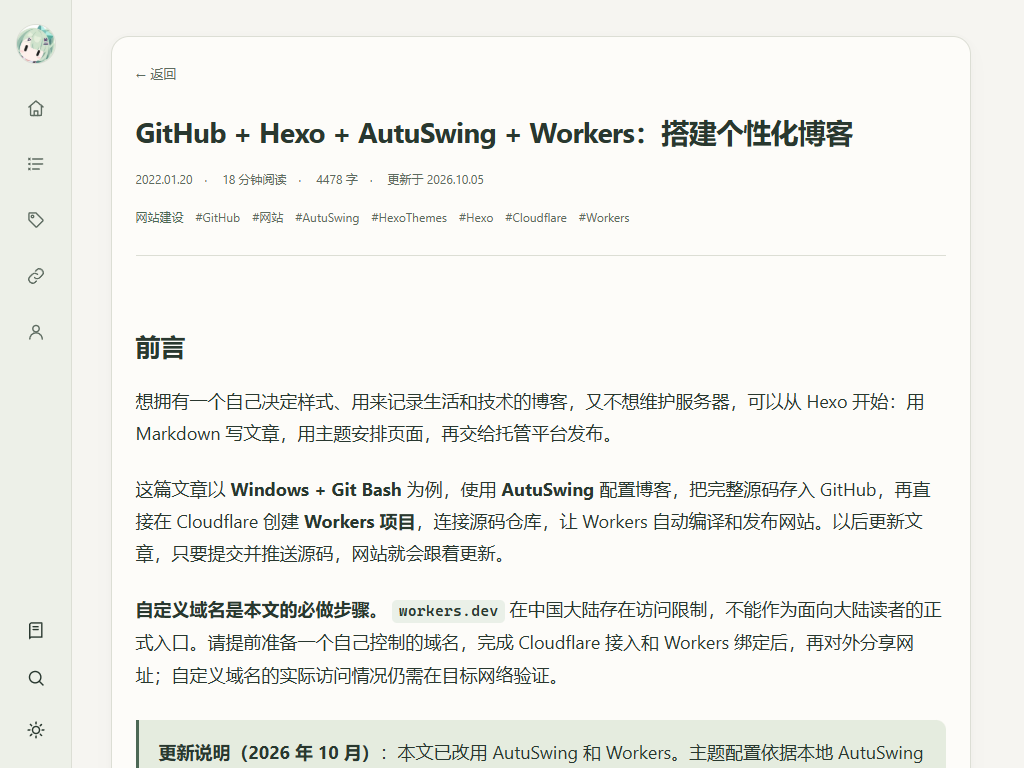 ← 返回
GitHub + Hexo + AutuSwing + Workers：搭建个性化博客
2022.01.20 · 18 分钟阅读 · 4478 字 · 更新于 2026.10.05
网站建设 #GitHub #网站 #AutuSwing #HexoThemes #Hexo #Cloudflare #Workers
前言
想拥有一个自己决定样式、用来记录生活和技术的博客，又不想维护服务器，可以从 Hexo 开始：用
Markdown 写文章，用主题安排页面，再交给托管平台发布。
这篇文章以 Windows + Git Bash 为例，使用 AutuSwing 配置博客，把完整源码存入 GitHub，再直
接在 Cloudflare 创建 Workers 项目，连接源码仓库，让 Workers 自动编译和发布网站。以后更新文
章，只要提交并推送源码，网站就会跟着更新。
自定义域名是本文的必做步骤。 workers.dev 在中国大陆存在访问限制，不能作为面向大陆读者的正
式入口。请提前准备一个自己控制的域名，完成 Cloudflare 接入和 Workers 绑定后，再对外分享网
址；自定义域名的实际访问情况仍需在目标网络验证。
更新说明（2026 年 10 月）：本文已改用 AutuSwing 和 Workers。主题配置依据本地 AutuSwing